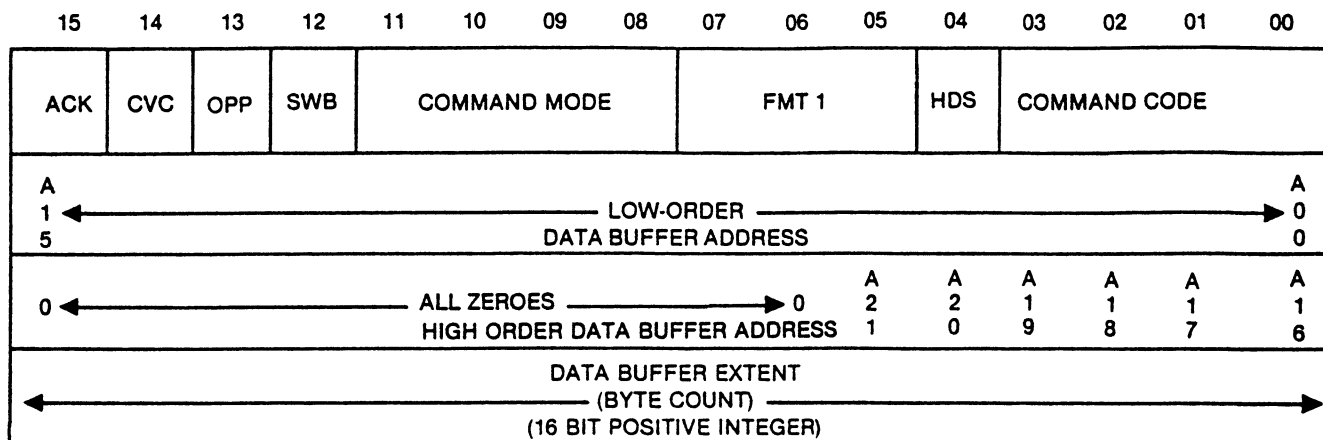 15 14 13 12 11 10 09 08 07 06 05 04 03 02 01 00
ACK CVC OPP SWB COMMAND MODE FMT 1 HDS COMMAND CODE
A A
1 LOW-ORDER 0
5 DATA BUFFER ADDRESS 0
A A A A A A
0 ALL ZEROES 0 2 2 1 1 1 1
HIGH ORDER DATA BUFFER ADDRESS 1 0 9 8 7 6
DATA BUFFER EXTENT
(BYTE COUNT)
(16 BIT POSITIVE INTEGER)